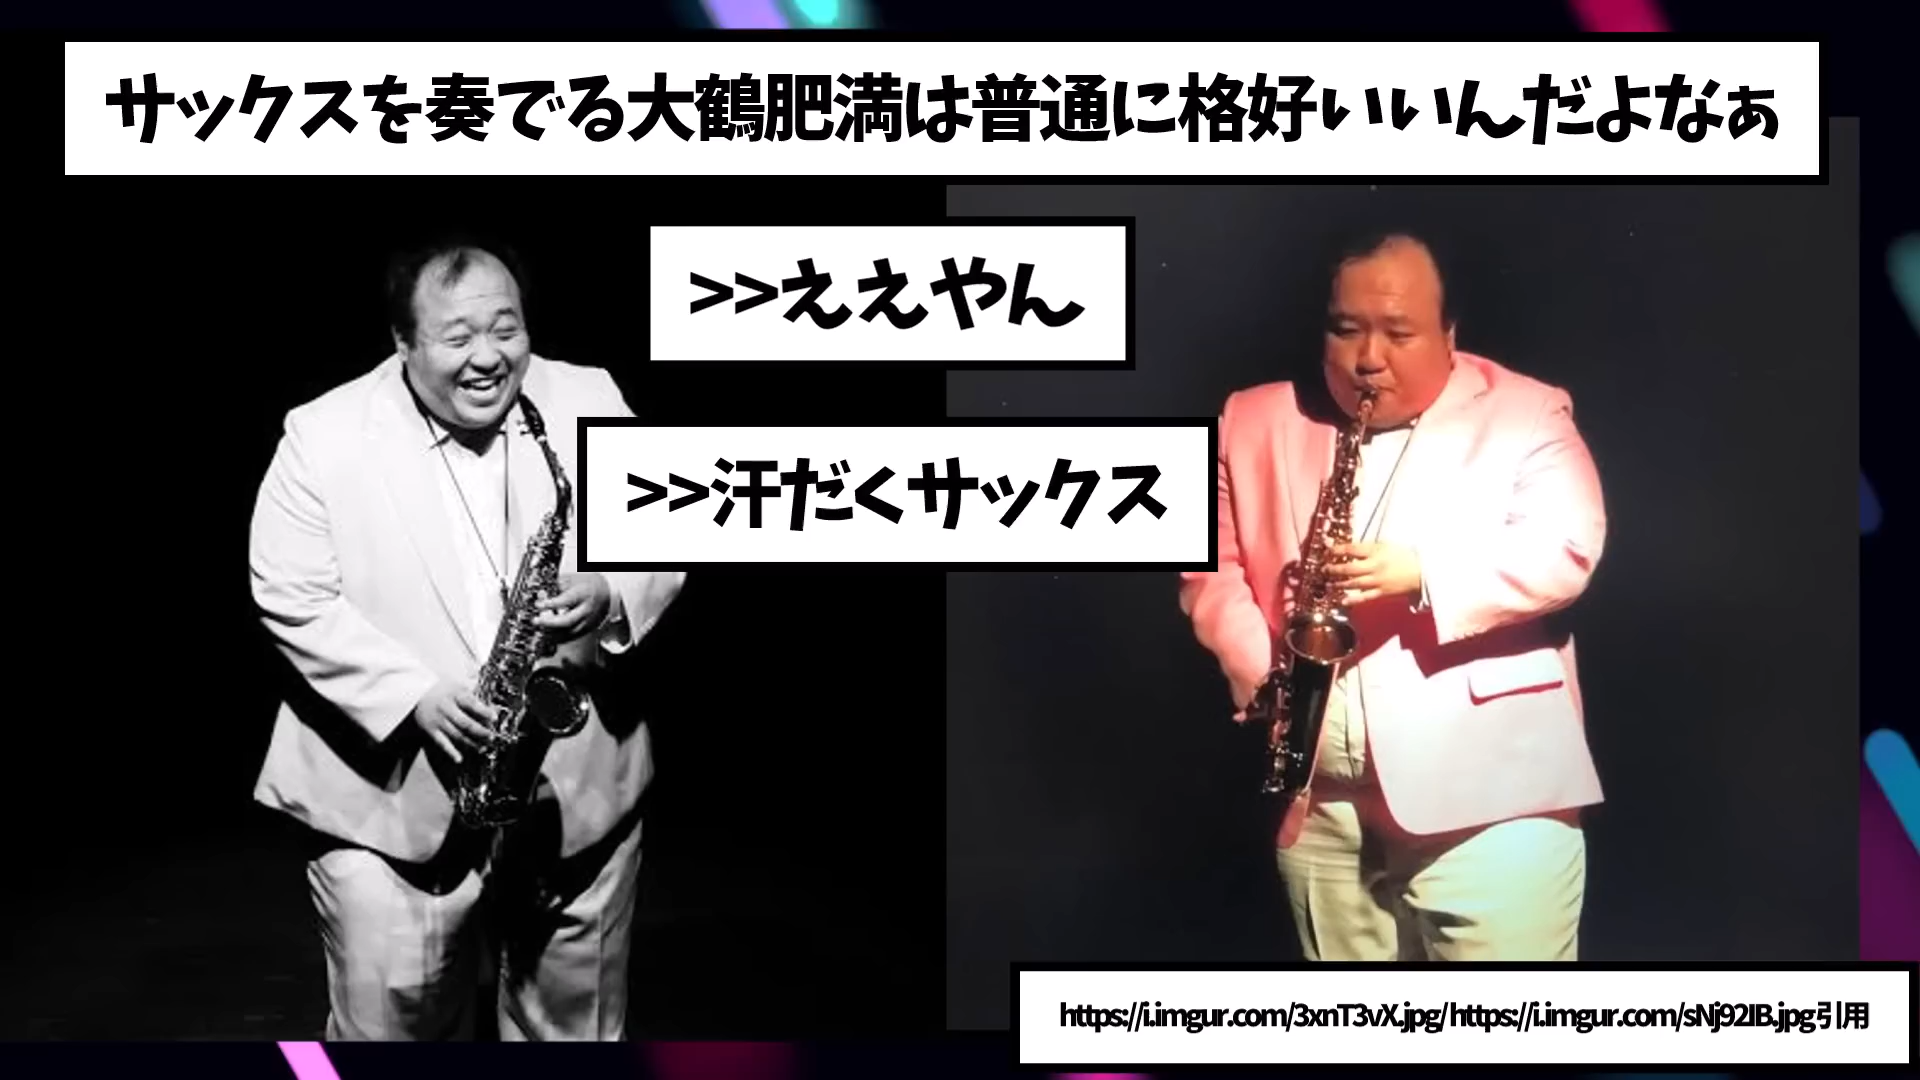 サックスを奏でる大鶴肥満は普通に格好いいんだよなぁ
>>ええやん
>>汗だくサックス
https://i.imgur.com/3xnT3vX.jpg/https://i.imgur.com/sNj92IB.jpg引用